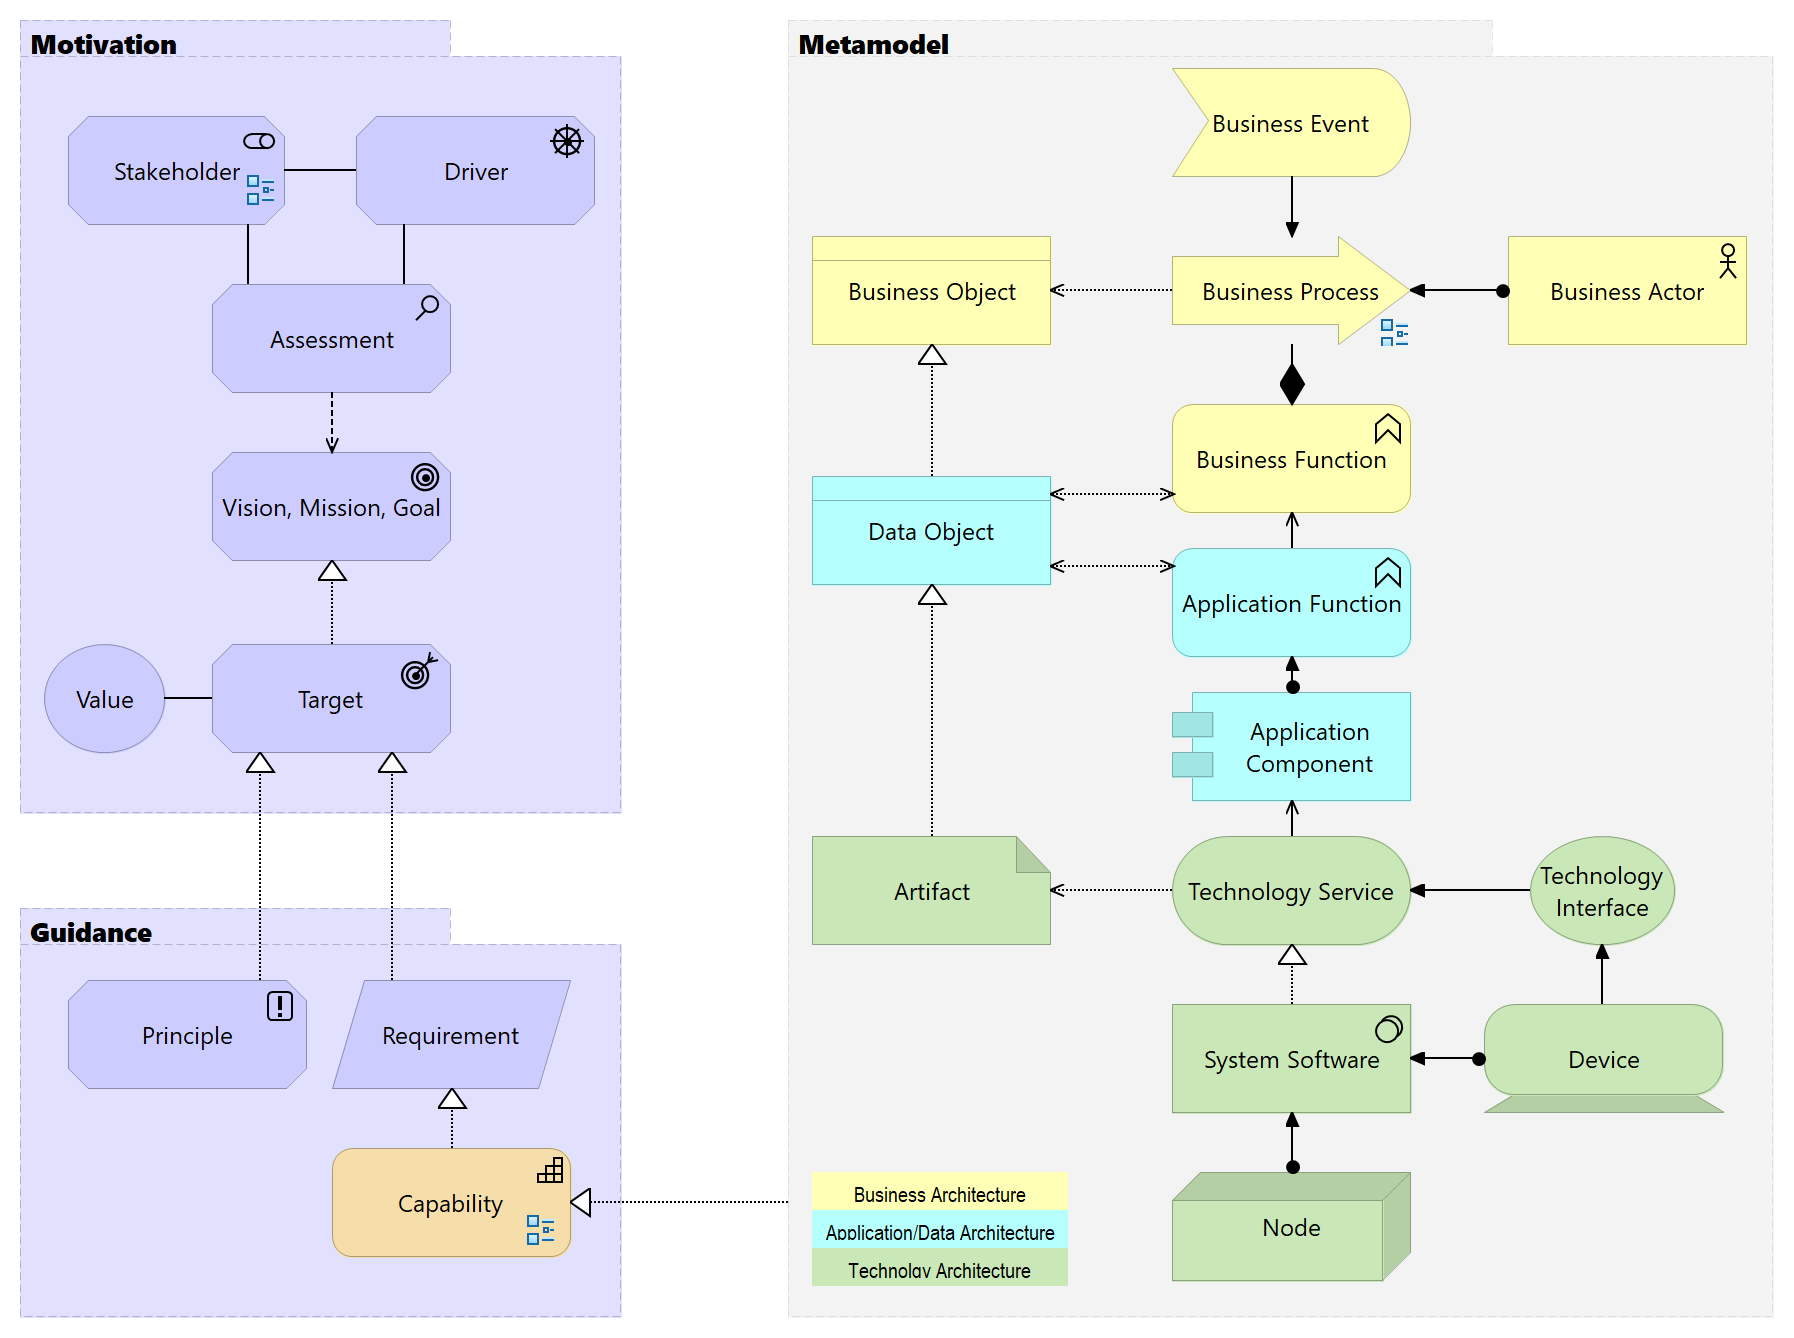 Motivation
Stakeholder
Driver
Assessment
Vision, Mission, Goal
Value
Target
Guidance
Principle
Requirement
Capability
Metamodel
Business Event
Business Object
Business Process
Business Actor
Business Function
Data Object
Application Function
Application
Component
Artifact
Technology Service
Technology
Interface
System Software
Device
Node
Business Architecture
Application/Data Architecture
Technolgy Architecture